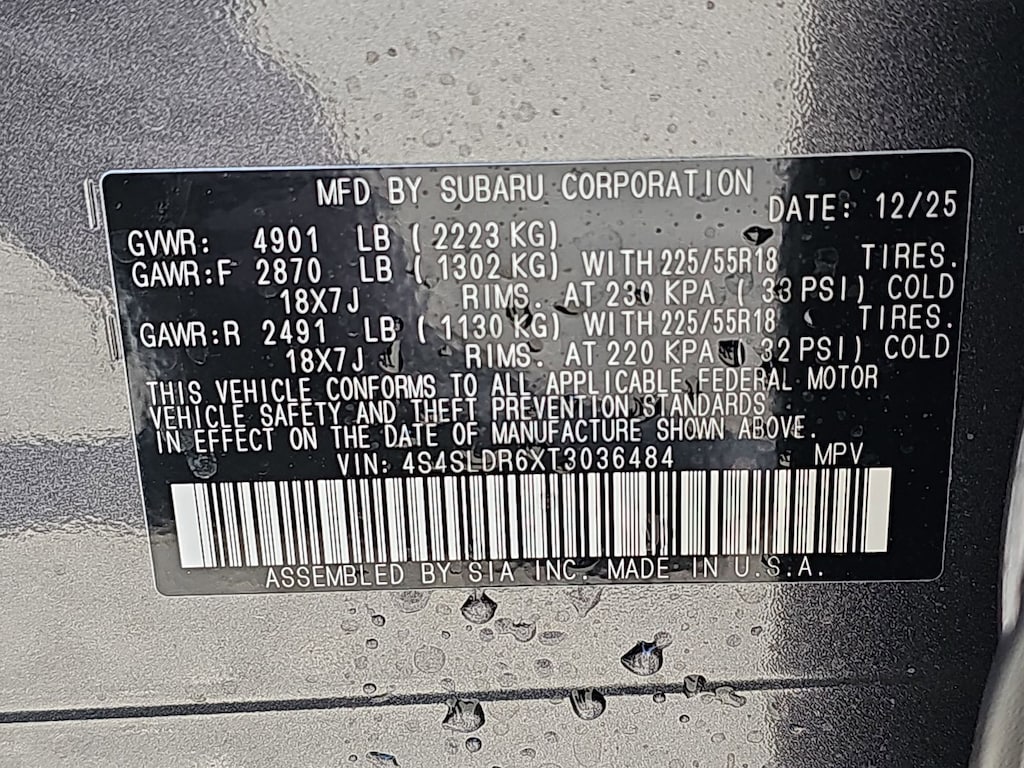 MFD BY SUBARU CORPORATION
DATE: 12/25
GVWR: 4901 LB ( 2223 KG)
GAWR:F 2870 LB ( 1302 KG) WITH 225/55R18 TIRES.
18X7J RIMS. AT 230 KPA ( 33 PSI) COLD
GAWR:R 2491 LB ( 1130 KG) WITH 225/55R18 TIRES.
18X7J RIMS. AT 220 KPA ( 32 PSI) COLD
THIS VEHICLE CONFORMS TO ALL APPLICABLE FEDERAL MOTOR
VEHICLE SAFETY AND THEFT PREVENTION STANDARDS
IN EFFECT ON THE DATE OF MANUFACTURE SHOWN ABOVE.
VIN: 4S4SLDR6XT3036484 MPV
ASSEMBLED BY SIA INC. MADE IN U.S.A.